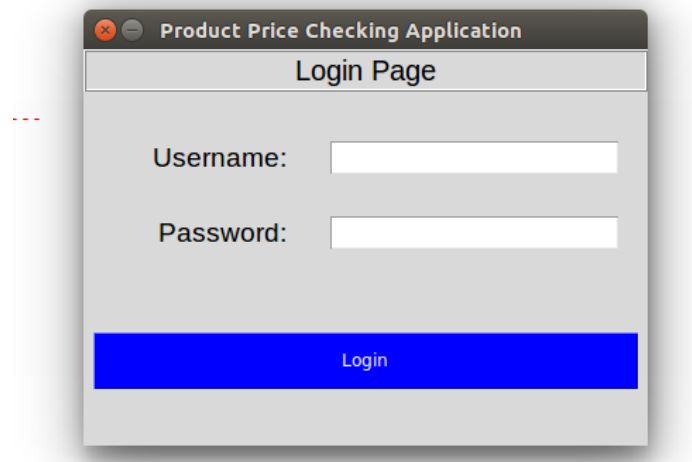 Product Price Checking Application
Login Page
Username:
Password:
Login